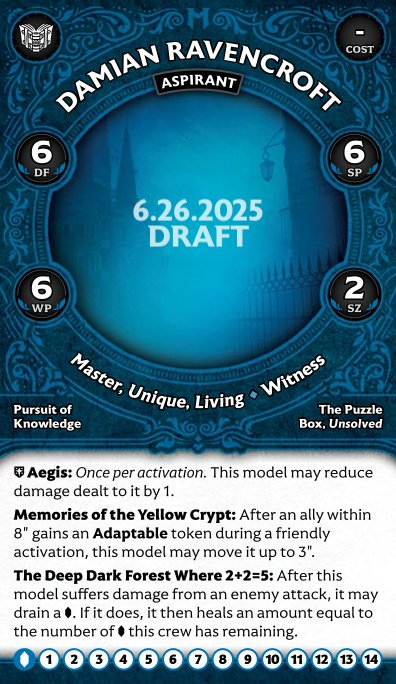 -
COST
DAMIAN RAVENCROFT
ASPIRANT
6
DF
6
SP
6.26.2025
DRAFT
6
WP
2
SZ
Master, Unique, Living ⬧ Witness
Pursuit of
Knowledge
The Puzzle
Box, Unsolved
Aegis: Once per activation. This model may reduce
damage dealt to it by 1.
Memories of the Yellow Crypt: After an ally within
8" gains an Adaptable token during a friendly
activation, this model may move it up to 3".
The Deep Dark Forest Where 2+2=5: After this
model suffers damage from an enemy attack, it may
drain a ⬧. If it does, it then heals an amount equal to
the number of ⬧ this crew has remaining.
1 2 3 4 5 6 7 8 9 10 11 12 13 14